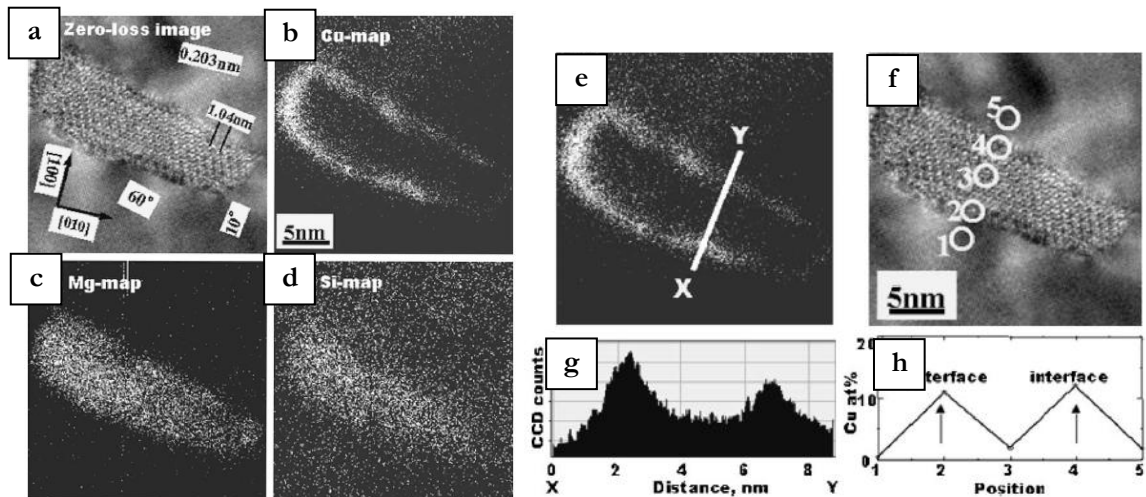 a
Zero-loss image
0.203nm
1.04nm
[100]
[010]
60°
10°
b
Cu-map
5nm
c
Mg-map
d
Si-map
e
Y
X
f
5
4
3
2
1
5nm
g
CCD counts
0 2 4 6 8
X Distance, nm Y
h
20
10
0
Cu at%
terface interface
1 2 3 4 5
Position